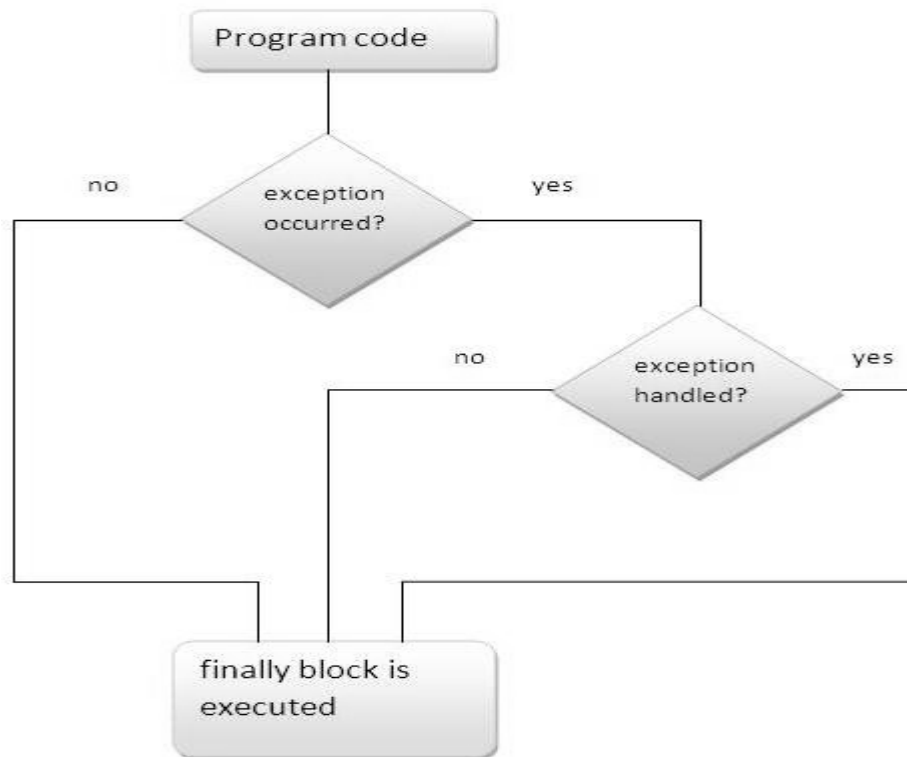 Program code
exception
occurred?
no
yes
exception
handled?
no
yes
finally block is
executed